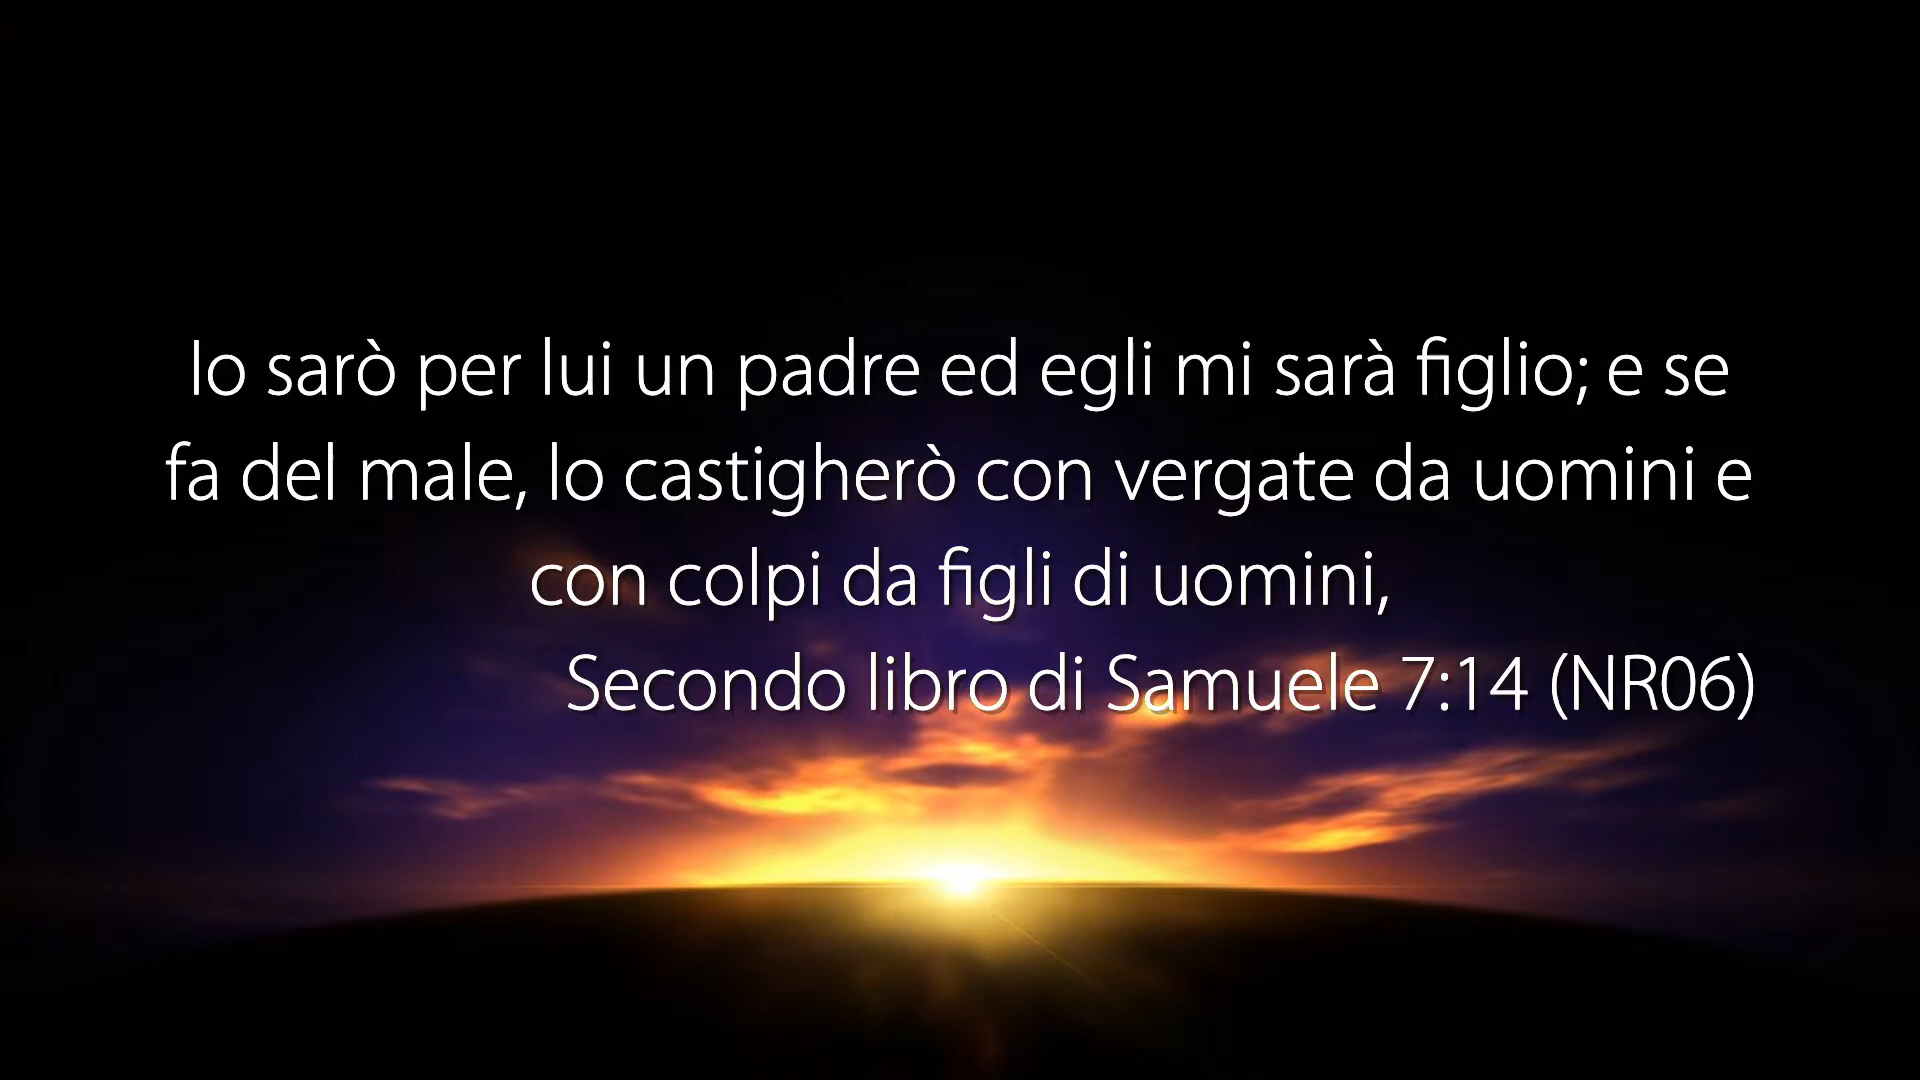 Io sarò per lui un padre ed egli mi sarà figlio; e se
fa del male, lo castigherò con vergate da uomini e
con colpi da figli di uomini,
Secondo libro di Samuele 7:14 (NR06)